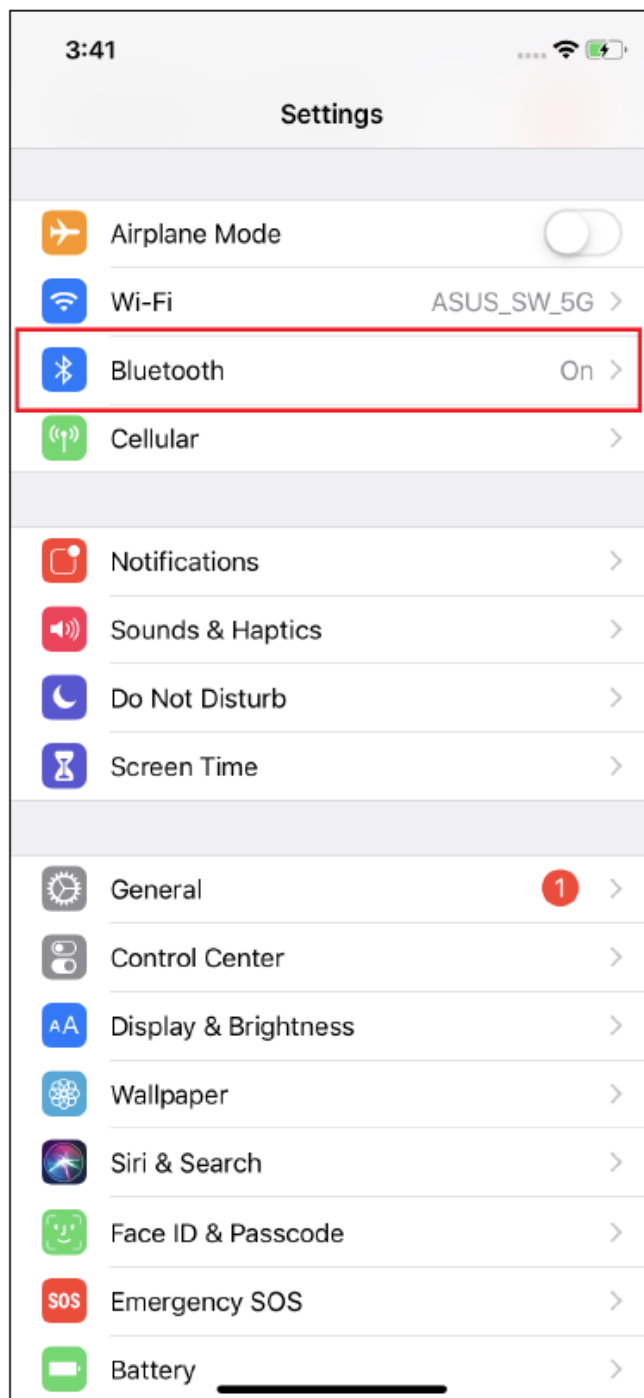 3:41
Settings
Airplane Mode
Wi-Fi ASUS_SW_5G
Bluetooth On
Cellular
Notifications
Sounds & Haptics
Do Not Disturb
Screen Time
General 1
Control Center
AA Display & Brightness
Wallpaper
Siri & Search
Face ID & Passcode
SOS Emergency SOS
Battery